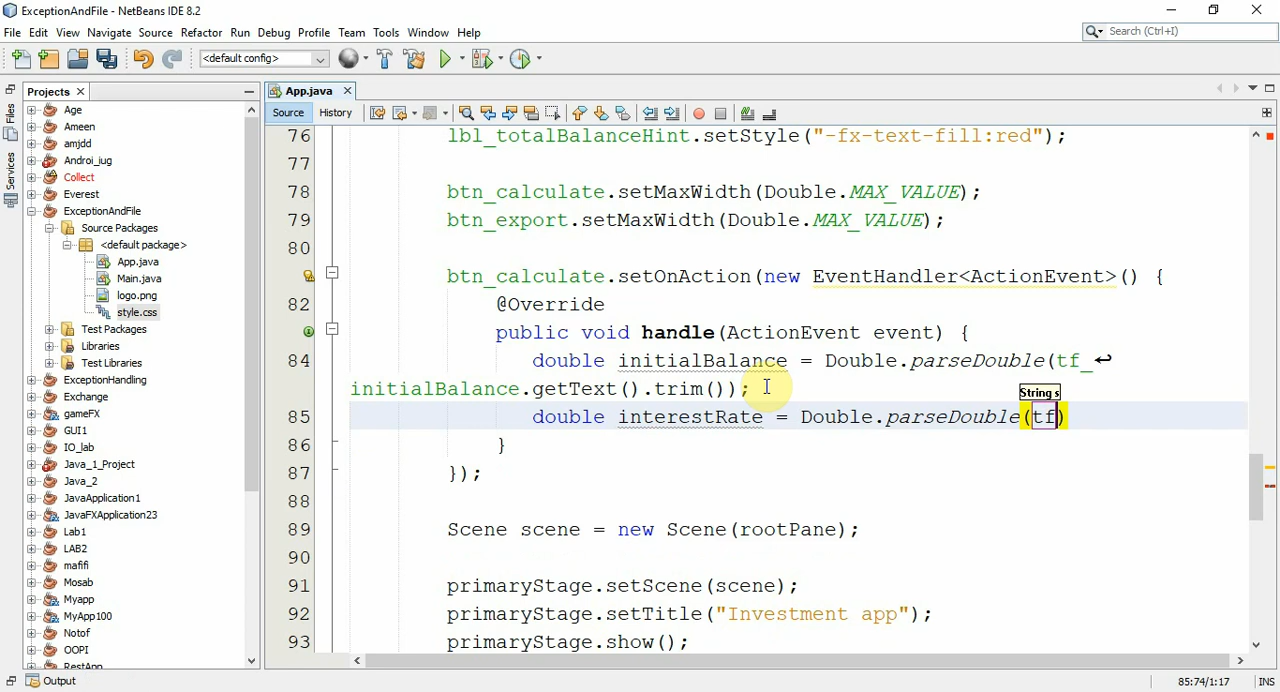 ExceptionAndFile - NetBeans IDE 8.2
File Edit View Navigate Source Refactor Run Debug Profile Team Tools Window Help
Search (Ctrl+I)
<default config>
Projects
App.java
Files
Services
Source History
Age
Ameen
amjdd
Androi_jug
Collect
Everest
ExceptionAndFile
Source Packages
<default package>
App.java
Main.java
logo.png
style.css
Test Packages
Libraries
Test Libraries
ExceptionHandling
Exchange
gameFX
GUI1
IO_lab
Java_1_Project
Java_2
JavaApplication1
JavaFXApplication23
Lab1
LAB2
mafifi
Mosab
Myapp
MyApp100
Notof
OOPI
RestApp
76 lbl_totalBalanceHint.setStyle("-fx-text-fill:red");
77
78 btn_calculate.setMaxWidth(Double.MAX_VALUE);
79 btn_export.setMaxWidth(Double.MAX_VALUE);
80
btn_calculate.setOnAction(new EventHandler<ActionEvent>() {
82 @Override
public void handle(ActionEvent event) {
84 double initialBalance = Double.parseDouble(tf_↩
initialBalance.getText().trim());
String s
85 double interestRate = Double.parseDouble(tf)
86 }
87 });
88
89 Scene scene = new Scene(rootPane);
90
91 primaryStage.setScene(scene);
92 primaryStage.setTitle("Investment app");
93 primaryStage.show();
Output
85:74/1:17 INS